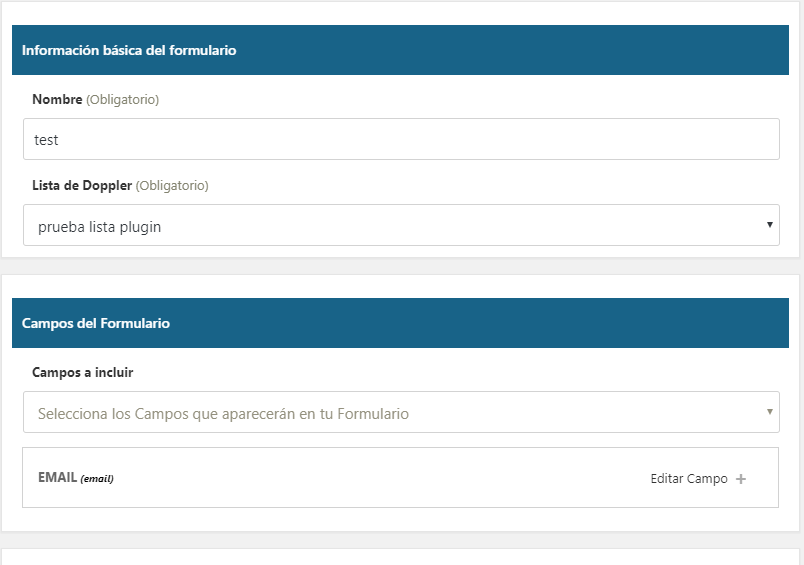 Información básica del formulario
Nombre (Obligatorio)
test
Lista de Doppler (Obligatorio)
prueba lista plugin
Campos del Formulario
Campos a incluir
Selecciona los Campos que aparecerán en tu Formulario
EMAIL (email) Editar Campo +